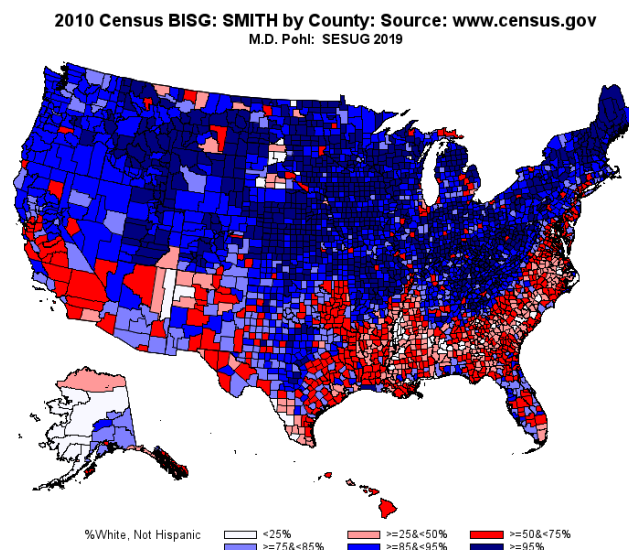 2010 Census BISG: SMITH by County: Source: www.census.gov
M.D. Pohl: SESUG 2019
%White, Not Hispanic <25% >=25&<50% >=50&<75%
>=75&<85% >=85&<95% >=95%